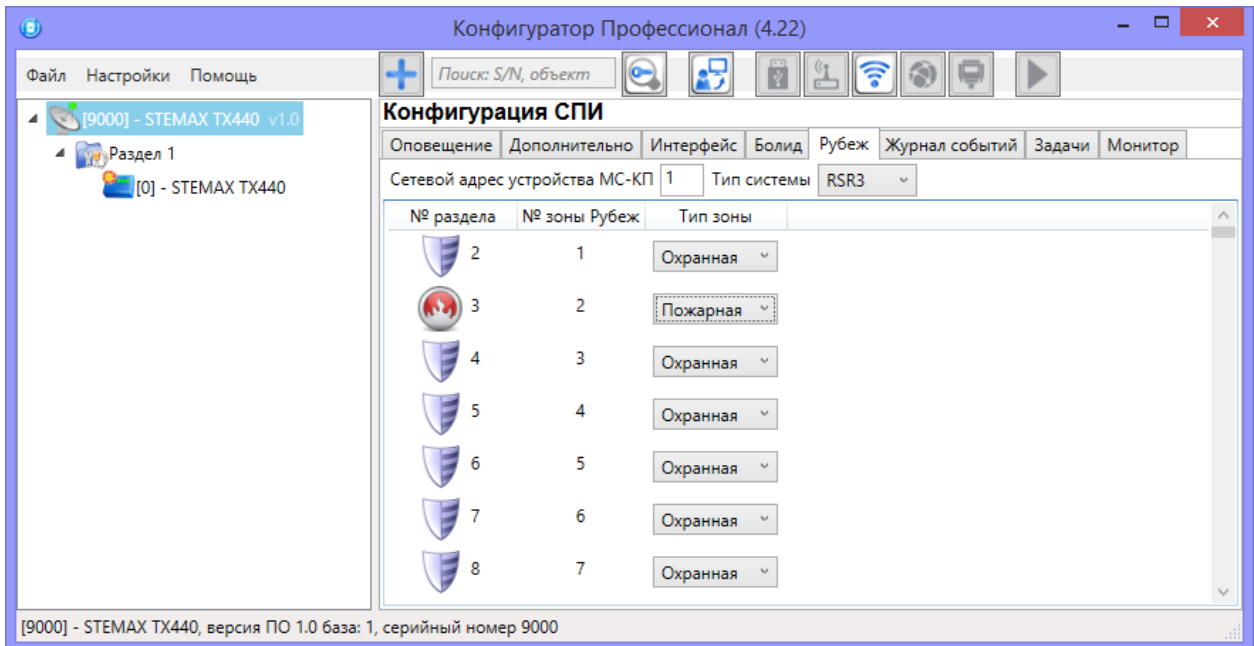 Конфигуратор Профессионал (4.22)
Файл Настройки Помощь
Поиск: S/N, объект
[9000] - STEMAX TX440 v1.0
Раздел 1
[0] - STEMAX TX440
Конфигурация СПИ
Оповещение Дополнительно Интерфейс Болид Рубеж Журнал событий Задачи Монитор
Сетевой адрес устройства МС-КП 1 Тип системы RSR3
№ раздела № зоны Рубеж Тип зоны
2 1 Охранная
3 2 Пожарная
4 3 Охранная
5 4 Охранная
6 5 Охранная
7 6 Охранная
8 7 Охранная
[9000] - STEMAX TX440, версия ПО 1.0 база: 1, серийный номер 9000